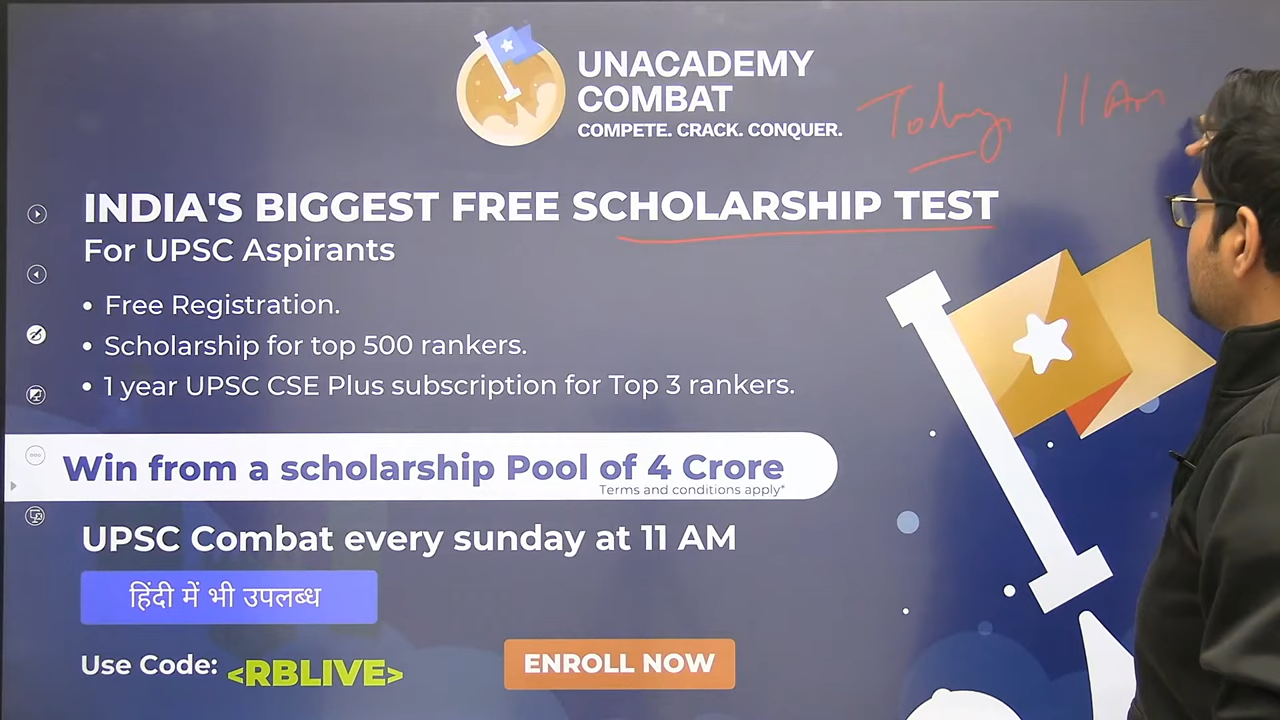 UNACADEMY
COMBAT
COMPETE. CRACK. CONQUER.
Today 11 Am
INDIA'S BIGGEST FREE SCHOLARSHIP TEST
For UPSC Aspirants
• Free Registration.
• Scholarship for top 500 rankers.
• 1 year UPSC CSE Plus subscription for Top 3 rankers.
Win from a scholarship Pool of 4 Crore
Terms and conditions apply*
UPSC Combat every sunday at 11 AM
हिंदी में भी उपलब्ध
Use Code: <RBLIVE>
ENROLL NOW